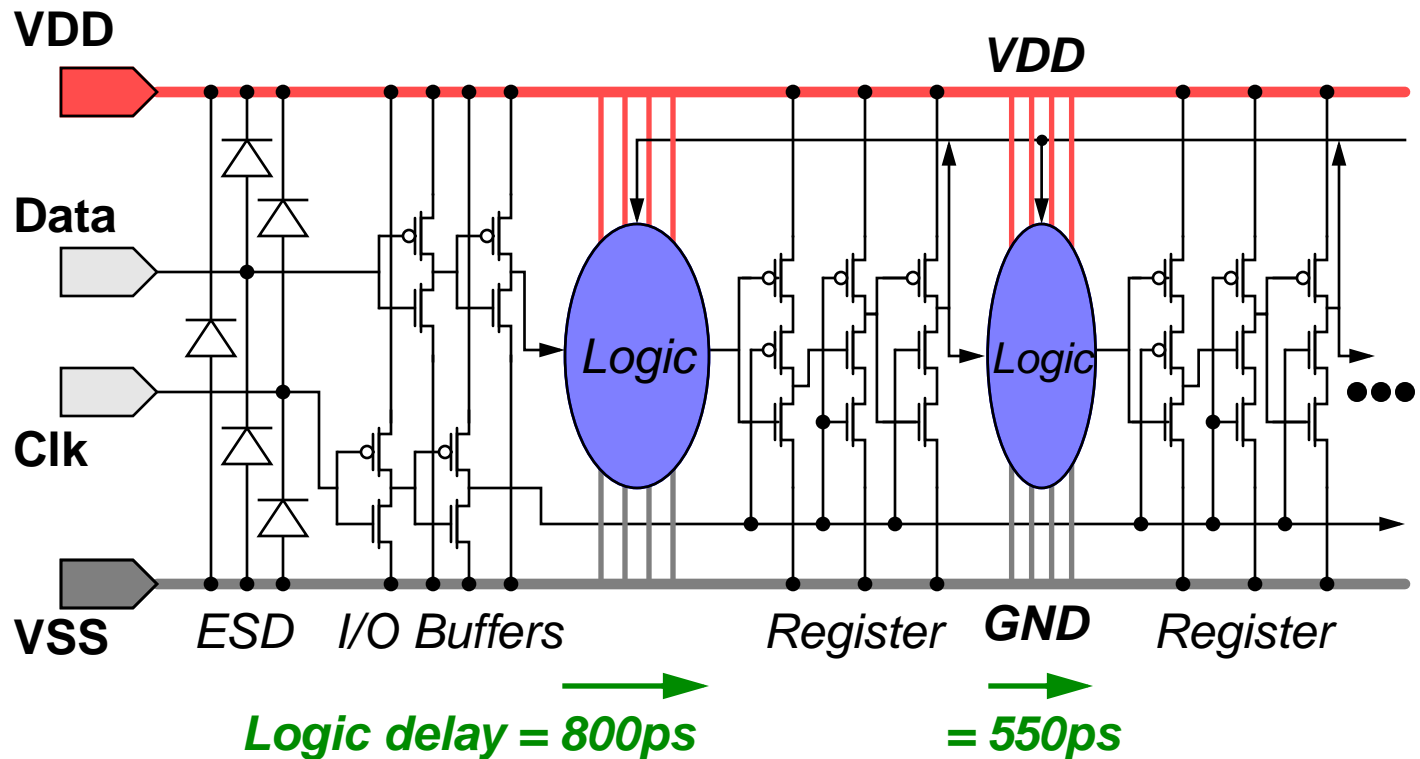 VDD
VDD
Data
Clk
Logic
Logic
VSS
ESD
I/O Buffers
Register
GND
Register
Logic delay = 800ps
= 550ps